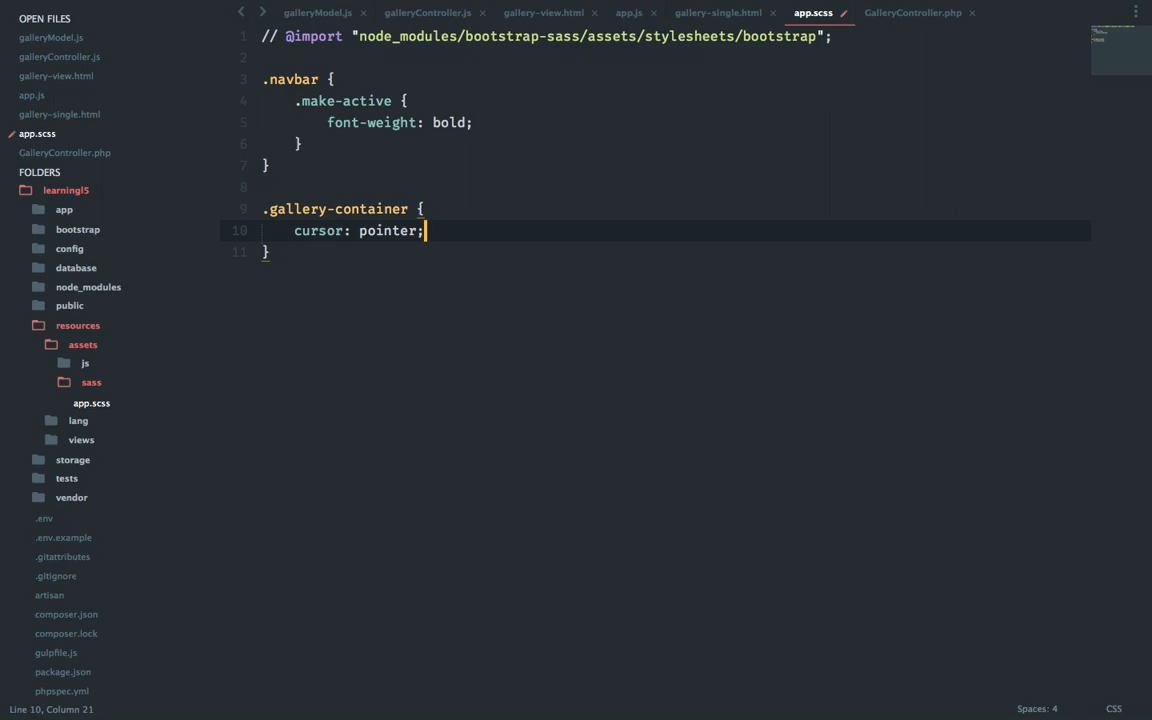 OPEN FILES
galleryModel.js
galleryController.js
gallery-view.html
app.js
gallery-single.html
app.scss
GalleryController.php
FOLDERS
learningl5
app
bootstrap
config
database
node_modules
public
resources
assets
js
sass
app.scss
lang
views
storage
tests
vendor
.env
.env.example
.gitattributes
.gitignore
artisan
composer.json
composer.lock
gulpfile.js
package.json
phpspec.yml
galleryModel.js galleryController.js gallery-view.html app.js gallery-single.html app.scss GalleryController.php
1 // @import "node_modules/bootstrap-sass/assets/stylesheets/bootstrap";
2
3 .navbar {
4 .make-active {
5 font-weight: bold;
6 }
7 }
8
9 .gallery-container {
10 cursor: pointer;
11 }
Line 10, Column 21 Spaces: 4 CSS